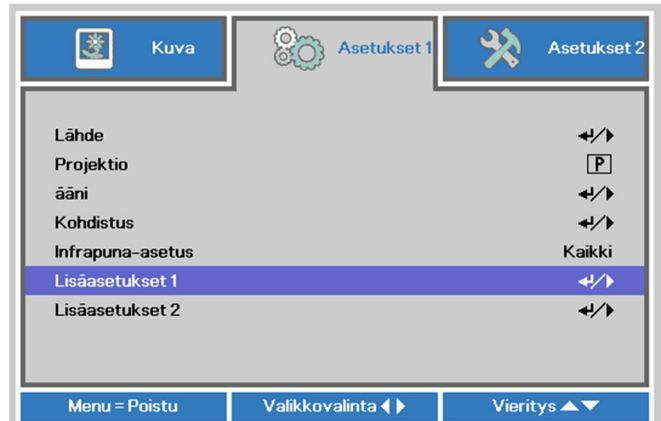 Kuva Asetukset 1 Asetukset 2
Lähde
Projektio P
ääni
Kohdistus
Infrapuna-asetus Kaikki
Lisäasetukset 1
Lisäasetukset 2
Menu = Poistu Valikkovalinta Vieritys